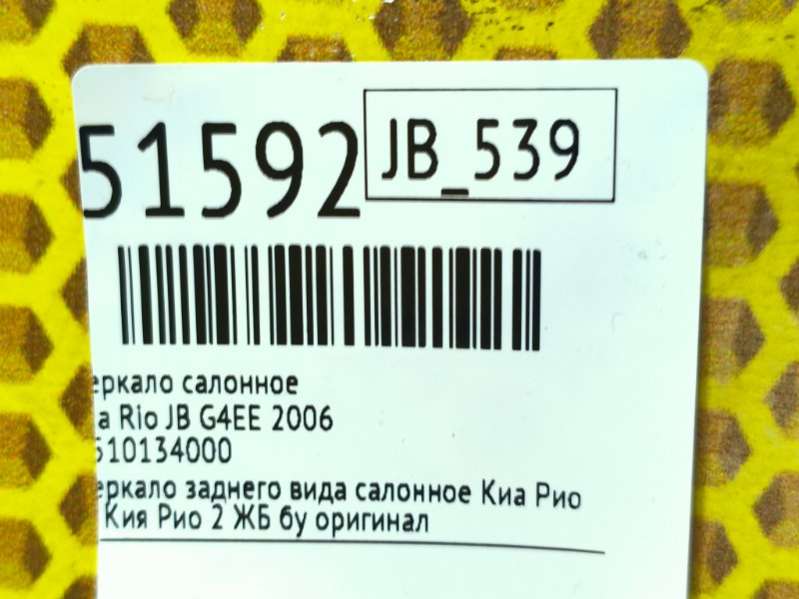 51592 JB_539
еркало салонное
a Rio JB G4EE 2006
510134000
еркало заднего вида салонное Киа Рио
Кия Рио 2 ЖБ бу оригинал